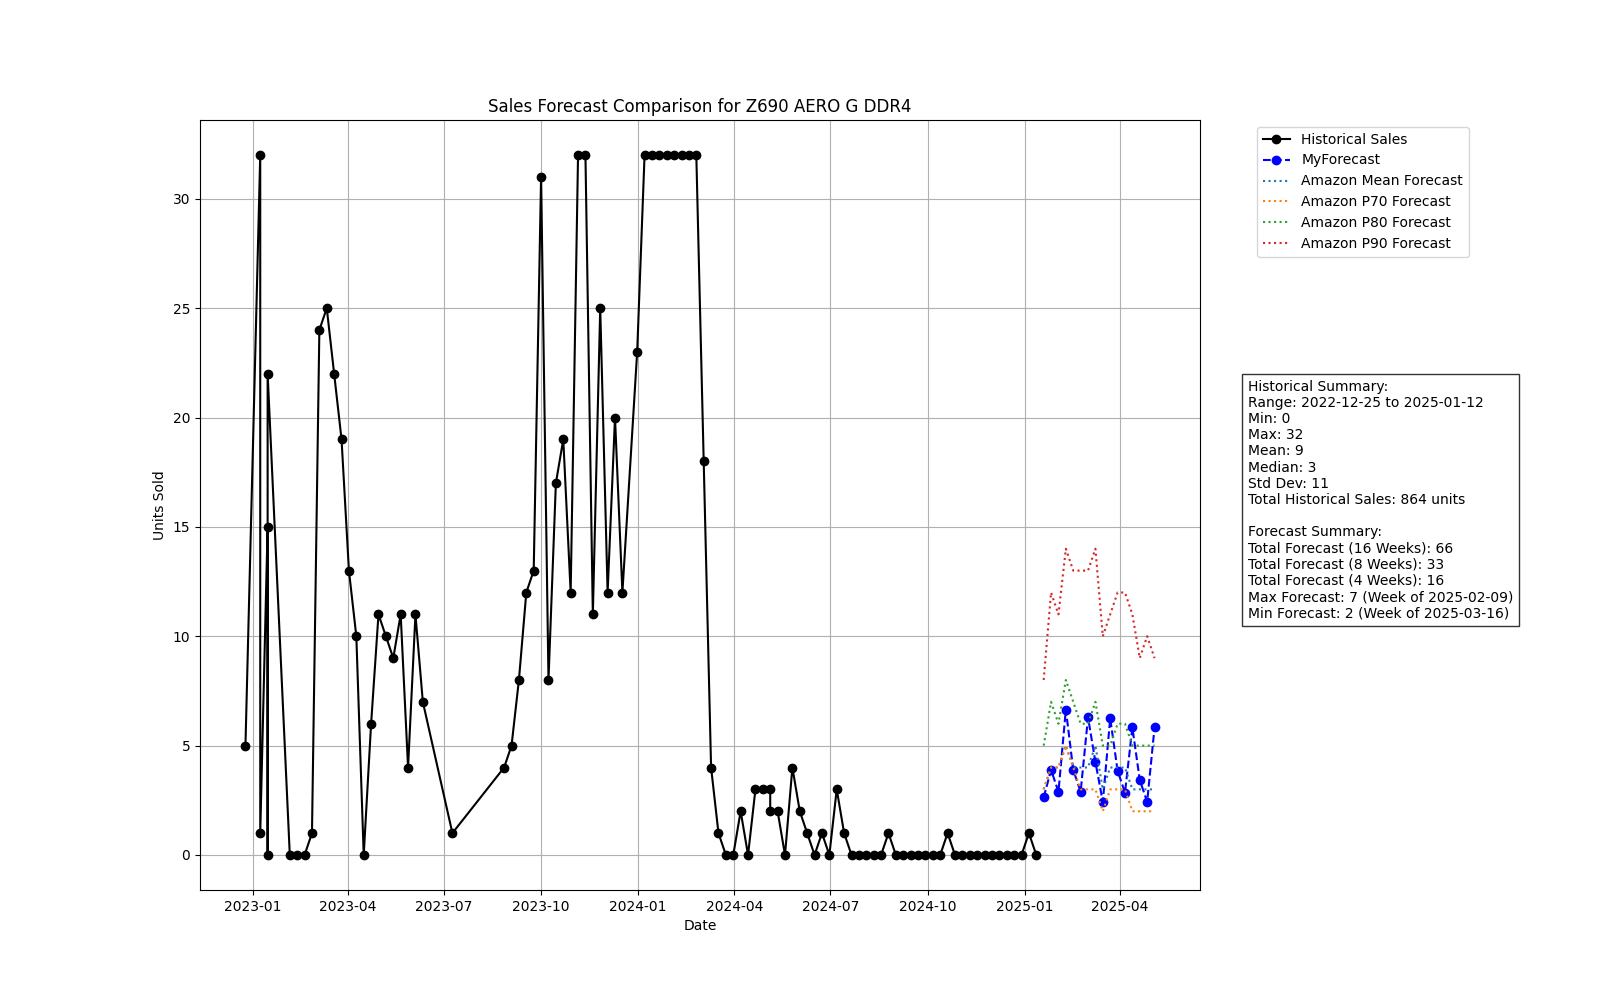 Sales Forecast Comparison for Z690 AERO G DDR4
Units Sold
30
25
20
15
10
5
0
2023-01
2023-04
2023-07
2023-10
2024-01
2024-04
2024-07
2024-10
2025-01
2025-04
Date
Historical Sales
MyForecast
Amazon Mean Forecast
Amazon P70 Forecast
Amazon P80 Forecast
Amazon P90 Forecast
Historical Summary:
Range: 2022-12-25 to 2025-01-12
Min: 0
Max: 32
Mean: 9
Median: 3
Std Dev: 11
Total Historical Sales: 864 units
Forecast Summary:
Total Forecast (16 Weeks): 66
Total Forecast (8 Weeks): 33
Total Forecast (4 Weeks): 16
Max Forecast: 7 (Week of 2025-02-09)
Min Forecast: 2 (Week of 2025-03-16)